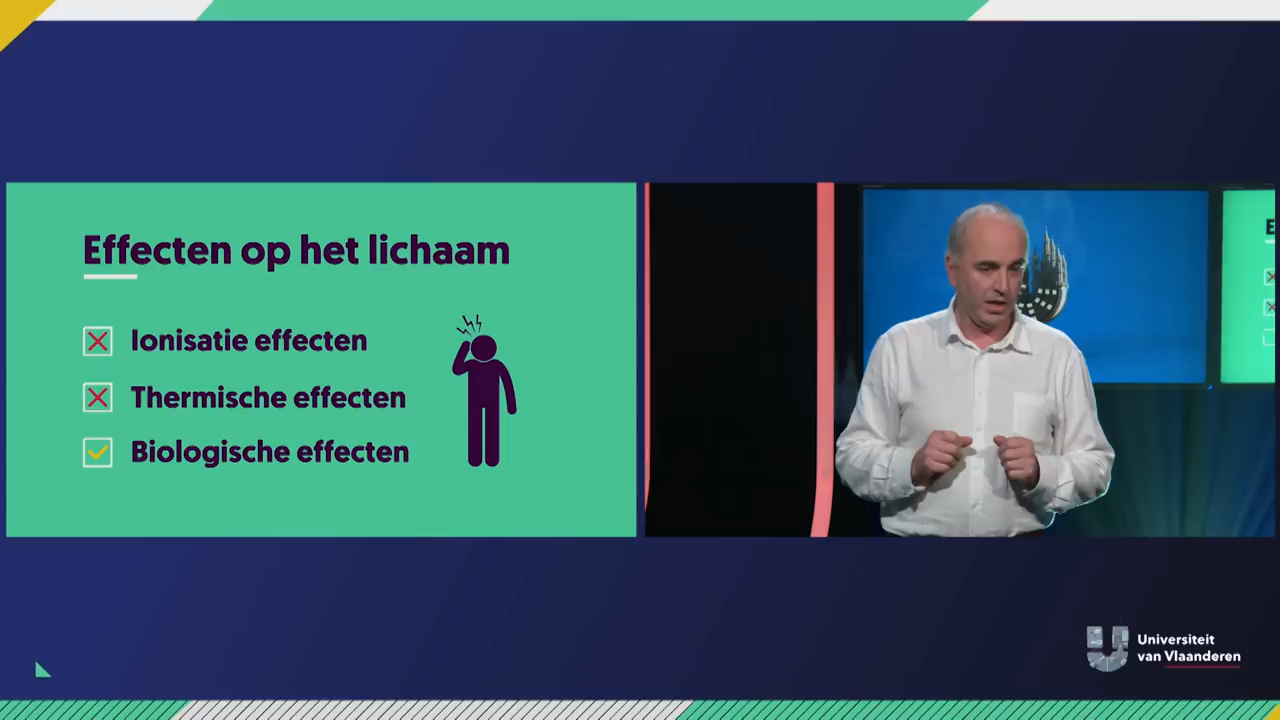 Effecten op het lichaam
Ionisatie effecten
Thermische effecten
Biologische effecten
Universiteit
van Vlaanderen